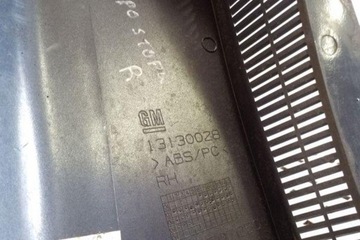 R
GM
13130028
> ABS/PC <
RH